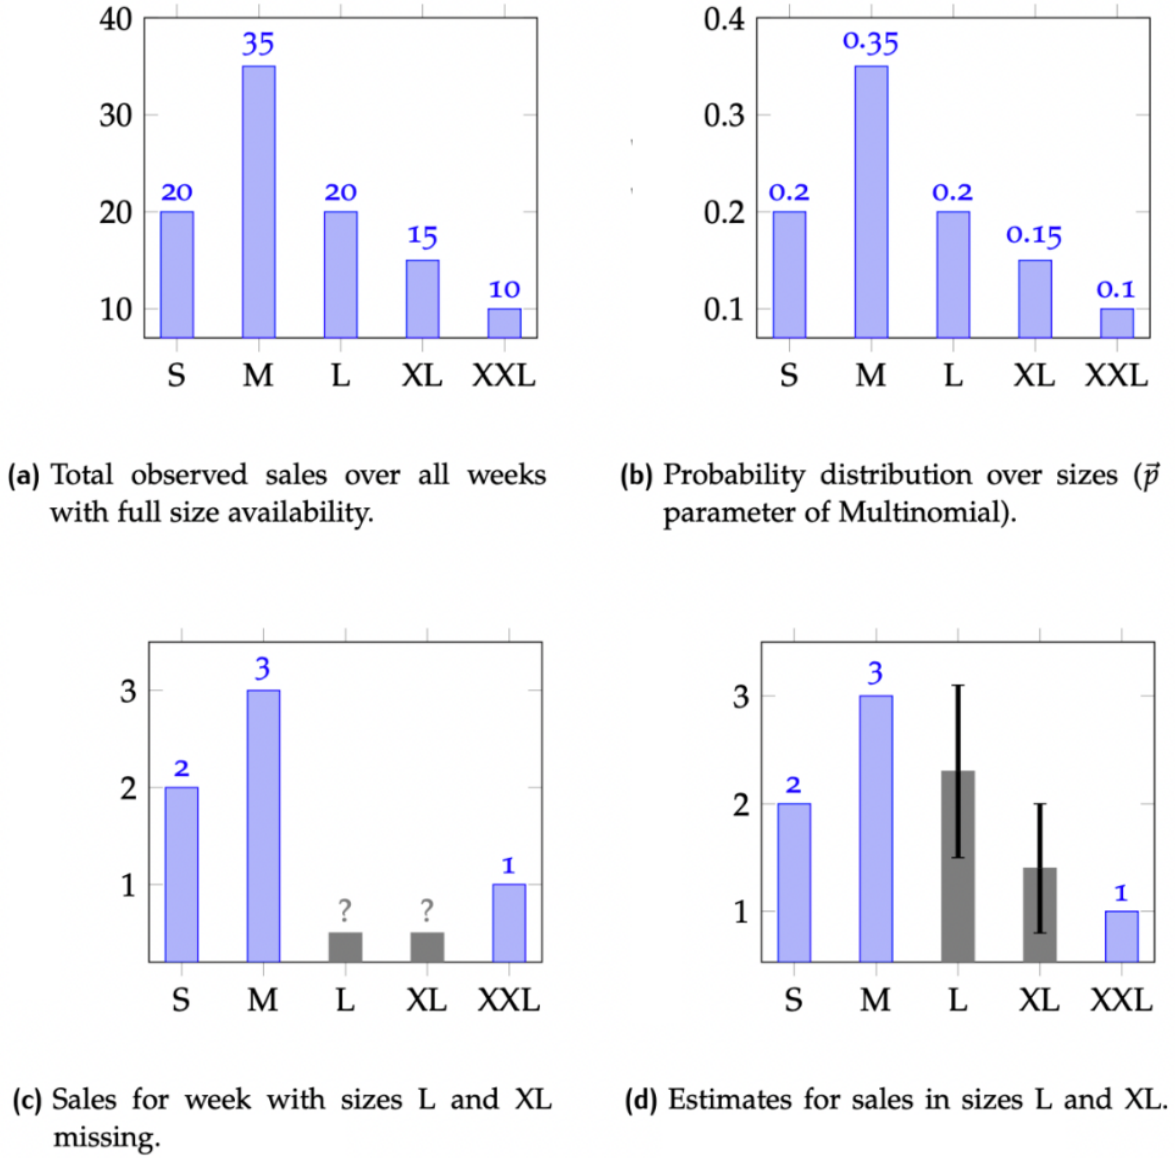 40
30
20
10
20
35
20
15
10
S M L XL XXL
(a) Total observed sales over all weeks
with full size availability.
0.4
0.3
0.2
0.1
0.2
0.35
0.2
0.15
0.1
S M L XL XXL
(b) Probability distribution over sizes (p⃗
parameter of Multinomial).
3
2
1
2
3
?
?
1
S M L XL XXL
(c) Sales for week with sizes L and XL
missing.
3
2
1
2
3
1
S M L XL XXL
(d) Estimates for sales in sizes L and XL.